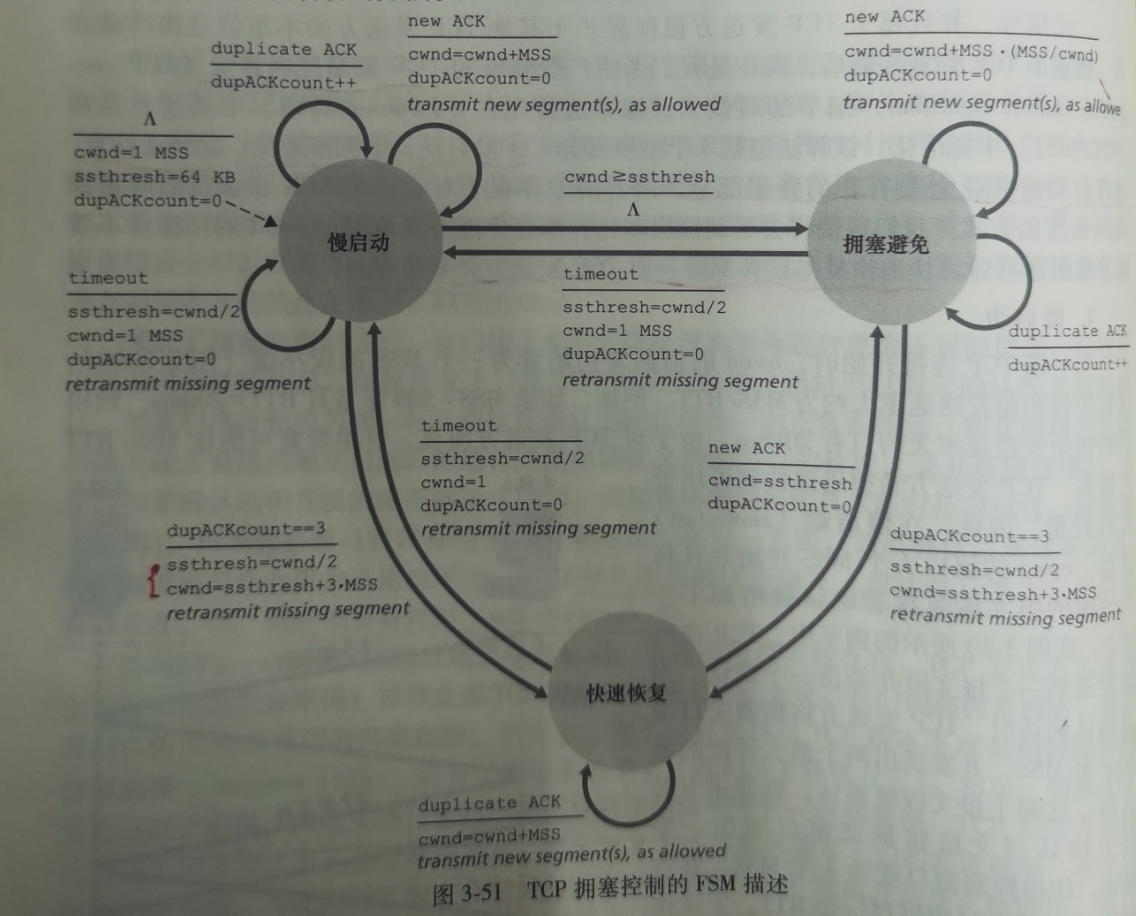 new ACK
cwnd=cwnd+MSS
dupACKcount=0
transmit new segment(s), as allowed
new ACK
cwnd=cwnd+MSS·(MSS/cwnd)
dupACKcount=0
transmit new segment(s), as allowe
duplicate ACK
dupACKcount++
Λ
cwnd=1 MSS
ssthresh=64 KB
dupACKcount=0
慢启动
cwnd≥ssthresh
Λ
拥塞避免
timeout
ssthresh=cwnd/2
cwnd=1 MSS
dupACKcount=0
retransmit missing segment
timeout
ssthresh=cwnd/2
cwnd=1 MSS
dupACKcount=0
retransmit missing segment
duplicate ACK
dupACKcount++
timeout
ssthresh=cwnd/2
cwnd=1
dupACKcount=0
retransmit missing segment
new ACK
cwnd=ssthresh
dupACKcount=0
dupACKcount==3
ssthresh=cwnd/2
cwnd=ssthresh+3·MSS
retransmit missing segment
dupACKcount==3
ssthresh=cwnd/2
cwnd=ssthresh+3·MSS
retransmit missing segment
快速恢复
duplicate ACK
cwnd=cwnd+MSS
transmit new segment(s), as allowed
图 3-51 TCP 拥塞控制的 FSM 描述